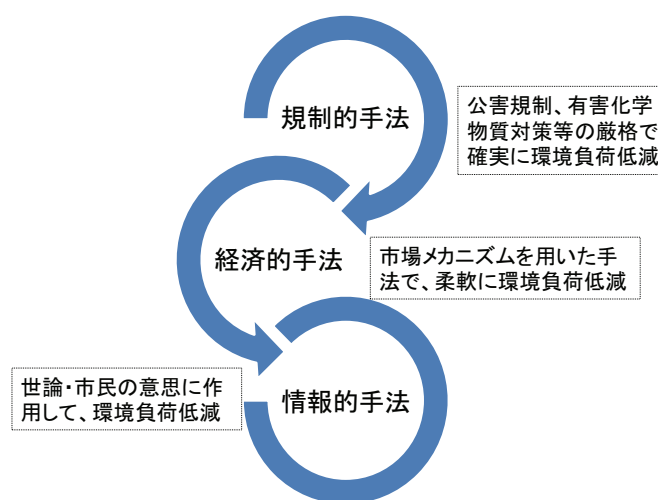 規制的手法
公害規制、有害化学
物質対策等の厳格で
確実に環境負荷低減
経済的手法
市場メカニズムを用いた手
法で、柔軟に環境負荷低減
世論・市民の意思に作
用して、環境負荷低減
情報的手法